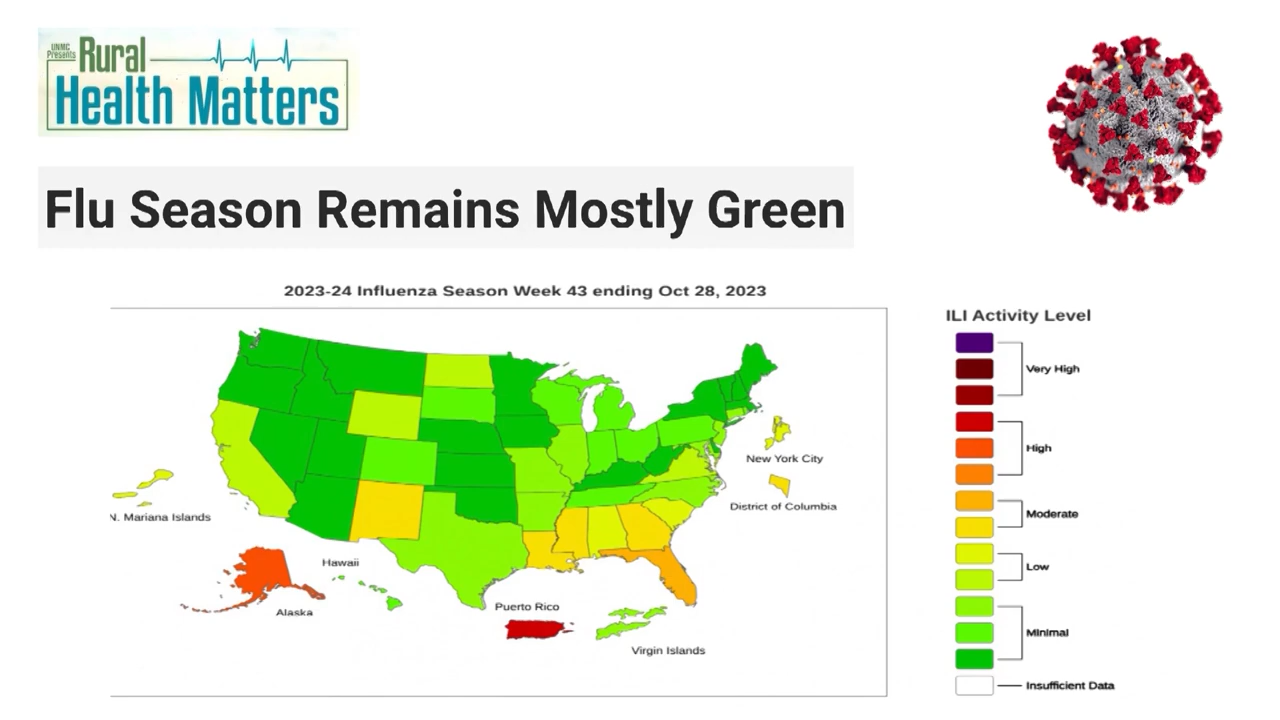 UNMC
Presents
Rural
Health Matters
Flu Season Remains Mostly Green
2023-24 Influenza Season Week 43 ending Oct 28, 2023
ILI Activity Level
Very High
High
Moderate
Low
Minimal
Insufficient Data
New York City
District of Columbia
N. Mariana Islands
Hawaii
Alaska
Puerto Rico
Virgin Islands